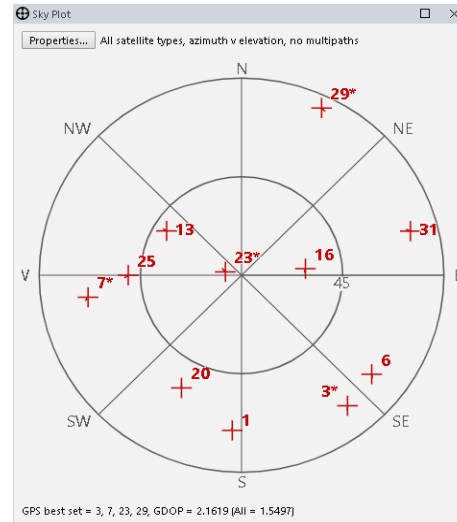 Sky Plot
Properties... All satellite types, azimuth v elevation, no multipaths
N
29*
NW
NE
13
31
23*
16
25
7*
45
20
6
3*
1
SW
SE
S
GPS best set = 3, 7, 23, 29, GDOP = 2.1619 (All = 1.5497)